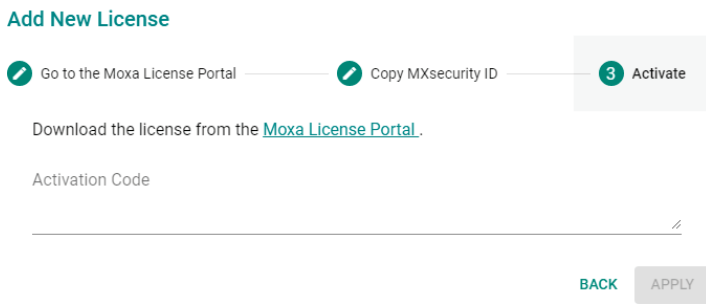 Add New License
Go to the Moxa License Portal Copy MXsecurity ID 3 Activate
Download the license from the Moxa License Portal .
Activation Code
BACK APPLY